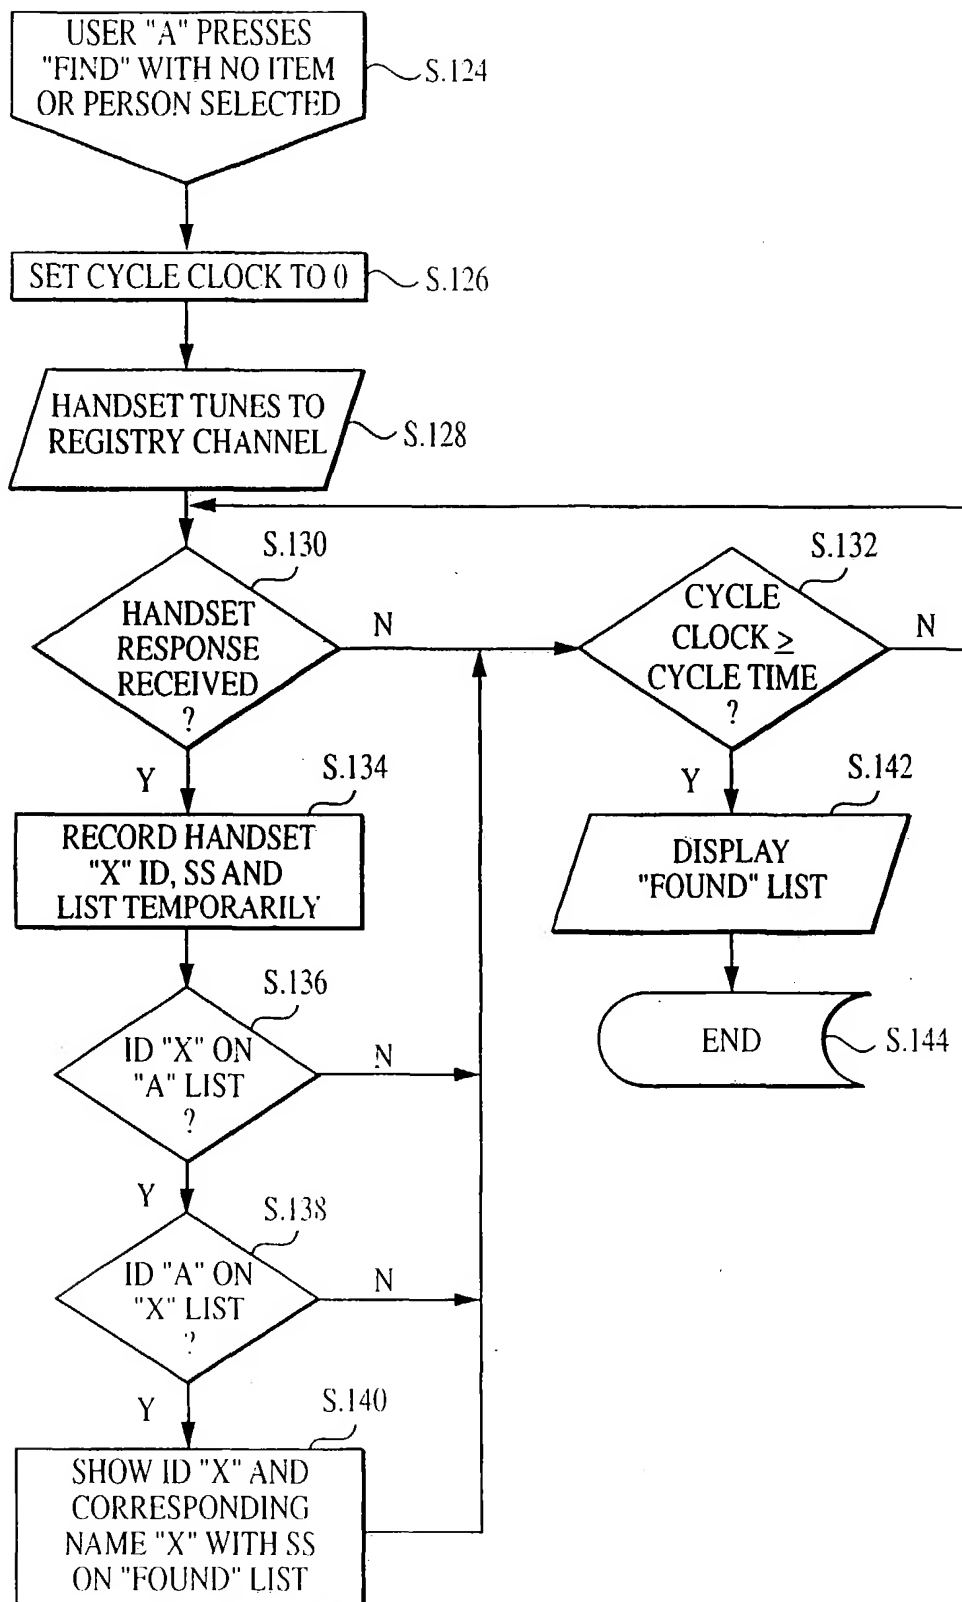 USER "A" PRESSES
"FIND" WITH NO ITEM
OR PERSON SELECTED
S.124
SET CYCLE CLOCK TO 0
S.126
HANDSET TUNES TO
REGISTRY CHANNEL
S.128
S.130
HANDSET
RESPONSE
RECEIVED
?
N
Y
S.132
CYCLE
CLOCK ≥
CYCLE TIME
?
N
Y
S.134
RECORD HANDSET
"X" ID, SS AND
LIST TEMPORARILY
S.142
DISPLAY
"FOUND" LIST
S.136
ID "X" ON
"A" LIST
?
N
Y
END
S.144
S.138
ID "A" ON
"X" LIST
?
N
Y
S.140
SHOW ID "X" AND
CORRESPONDING
NAME "X" WITH SS
ON "FOUND" LIST